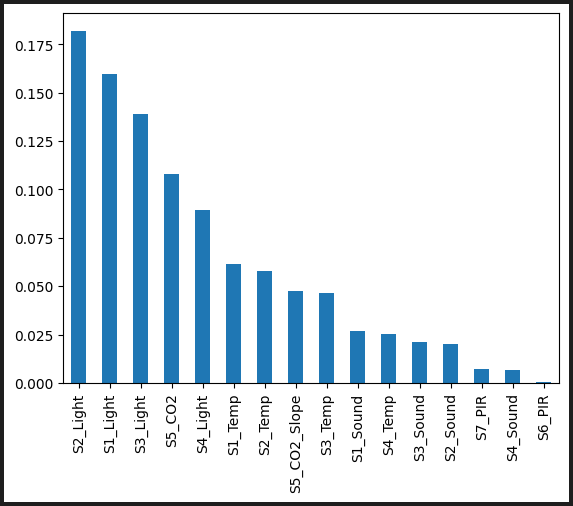 0.175
0.150
0.125
0.100
0.075
0.050
0.025
0.000
S2_Light
S1_Light
S3_Light
S5_CO2
S4_Light
S1_Temp
S2_Temp
S5_CO2_Slope
S3_Temp
S1_Sound
S4_Temp
S3_Sound
S2_Sound
S7_PIR
S4_Sound
S6_PIR